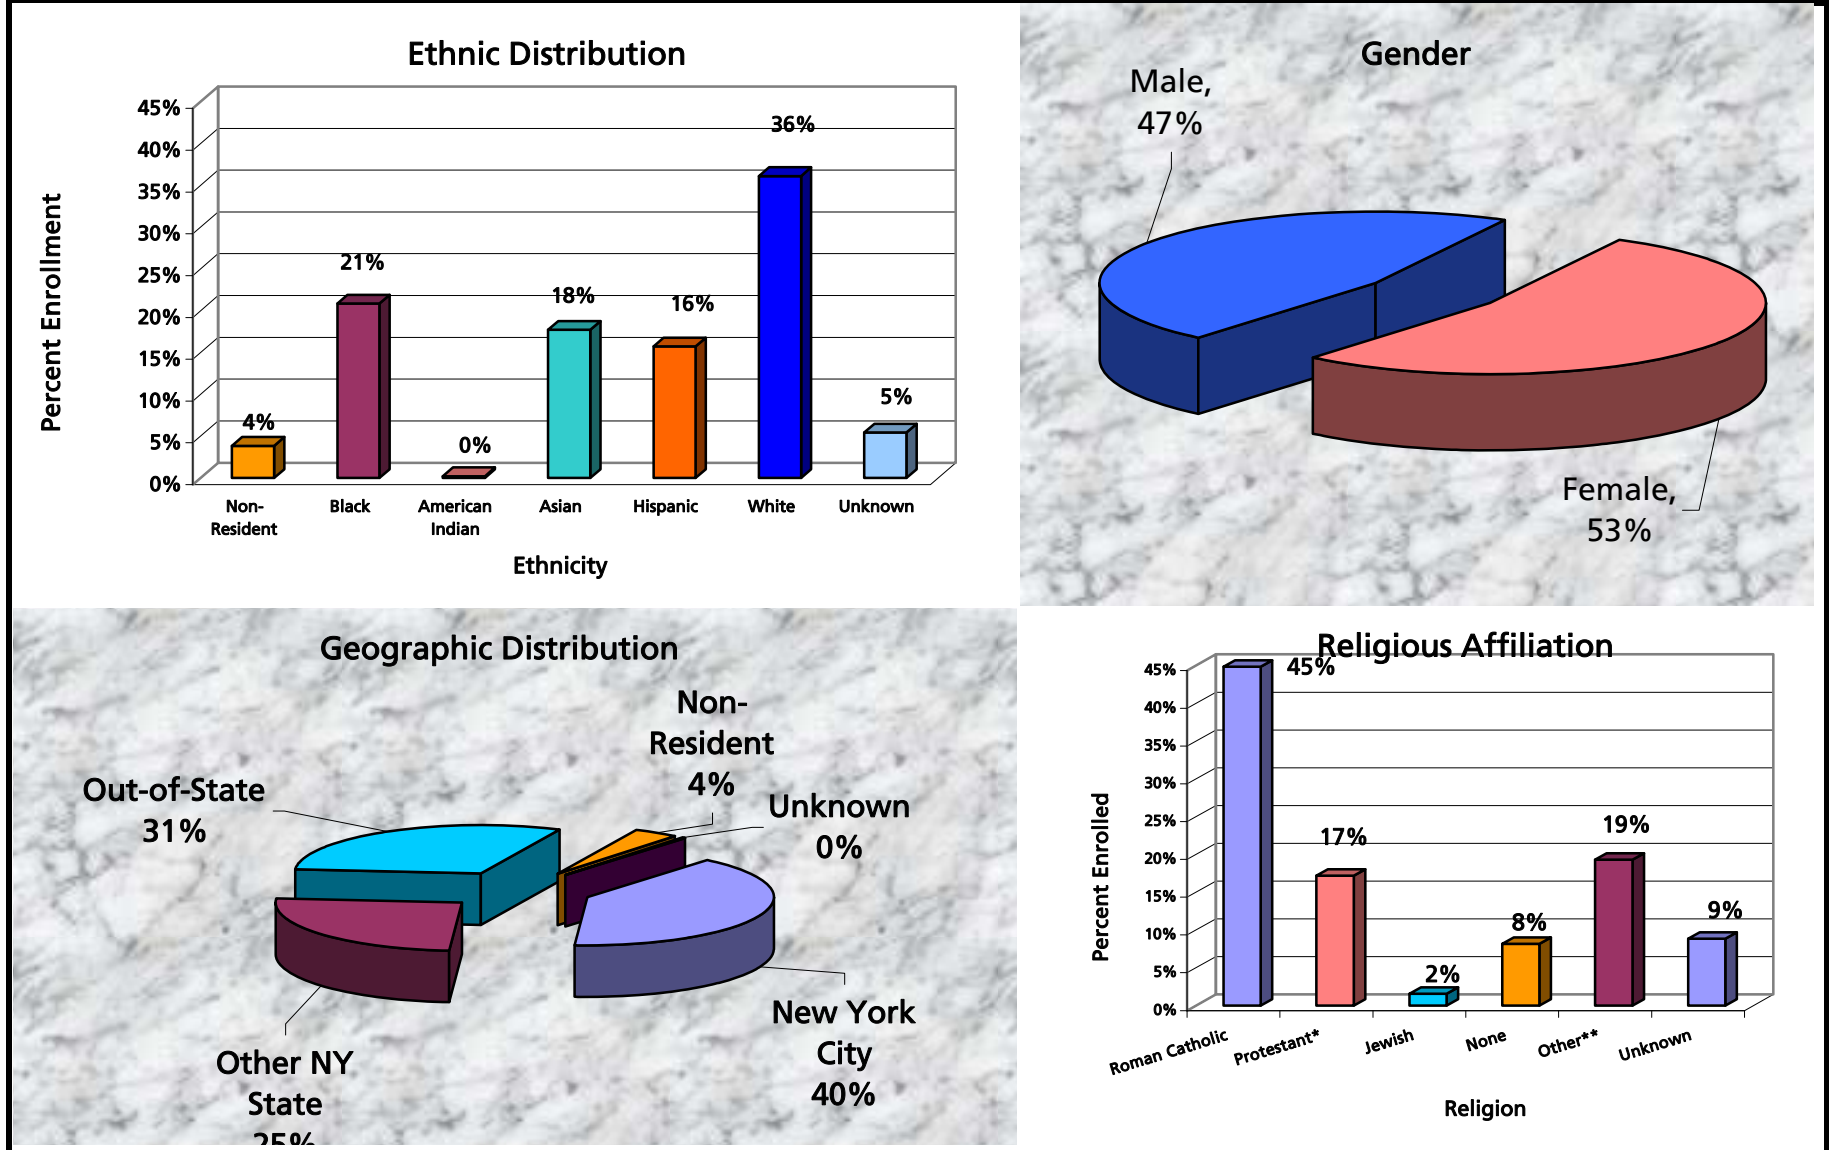 Ethnic Distribution
45%
40%
35%
30%
25%
20%
15%
10%
5%
0%
Percent Enrollment
4%
21%
0%
18%
16%
36%
5%
Non-
Resident
Black
American
Indian
Asian
Hispanic
White
Unknown
Ethnicity
Gender
Male,
47%
Female,
53%
Geographic Distribution
Non-
Resident
4%
Unknown
0%
Out-of-State
31%
New York
City
40%
Other NY
State
25%
Religious Affiliation
45%
40%
35%
30%
25%
20%
15%
10%
5%
0%
Percent Enrolled
45%
17%
2%
8%
19%
9%
Roman Catholic
Protestant*
Jewish
None
Other**
Unknown
Religion